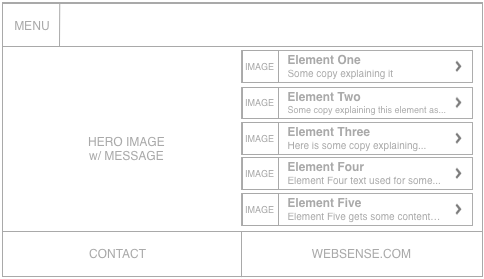 MENU
HERO IMAGE
w/ MESSAGE
IMAGE
Element One
Some copy explaining it
IMAGE
Element Two
Some copy explaining this element as...
IMAGE
Element Three
Here is some copy explaining...
IMAGE
Element Four
Element Four text used for some...
IMAGE
Element Five
Element Five gets some content...
CONTACT
WEBSENSE.COM